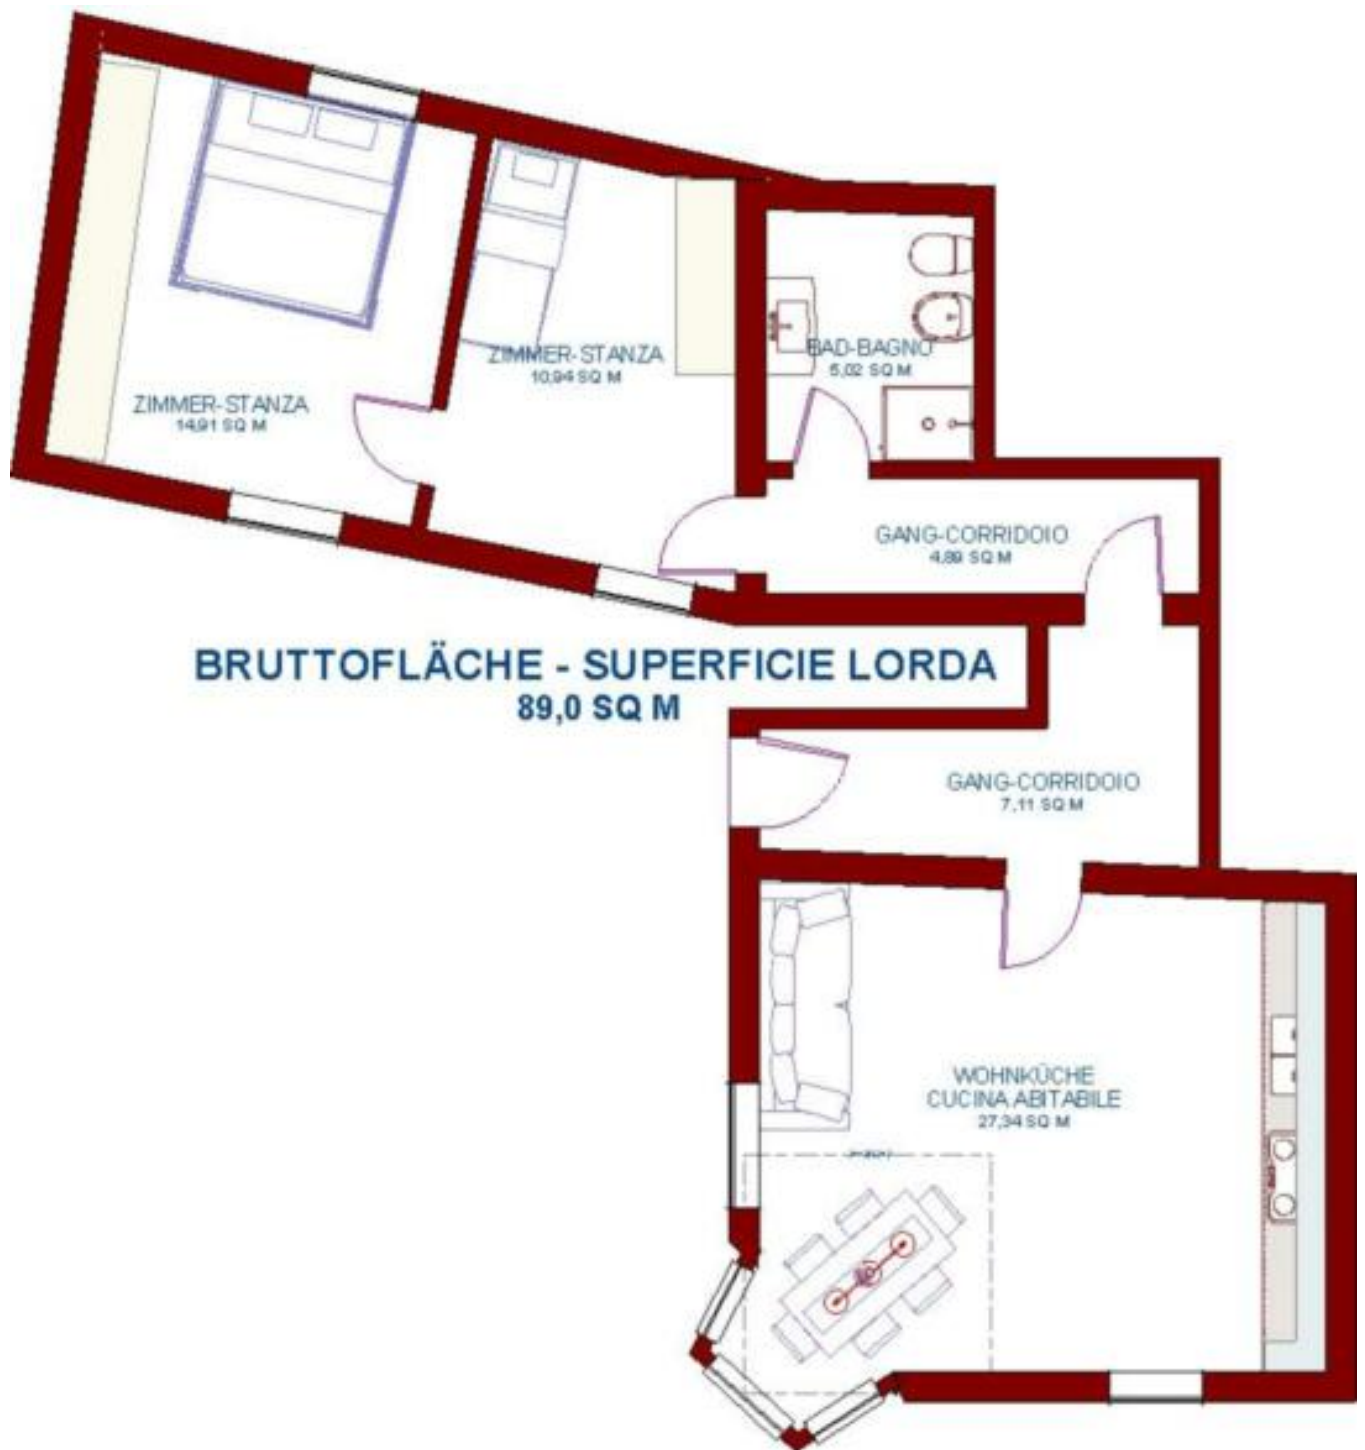 ZIMMER-STANZA
14,91 SQ M
ZIMMER-STANZA
10,94 SQ M
BAD-BAGNO
5,02 SQ M
GANG-CORRIDOIO
4,89 SQ M
BRUTTOFLÄCHE - SUPERFICIE LORDA
89,0 SQ M
GANG-CORRIDOIO
7,11 SQ M
WOHNKÜCHE
CUCINA ABITABILE
27,34 SQ M